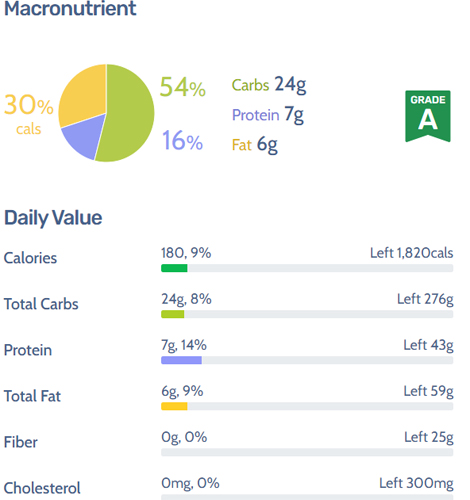 Macronutrient
54%
30%
cals
16%
Carbs 24g
Protein 7g
Fat 6g
GRADE
A
Daily Value
Calories 180, 9% Left 1,820cals
Total Carbs 24g, 8% Left 276g
Protein 7g, 14% Left 43g
Total Fat 6g, 9% Left 59g
Fiber 0g, 0% Left 25g
Cholesterol 0mg, 0% Left 300mg